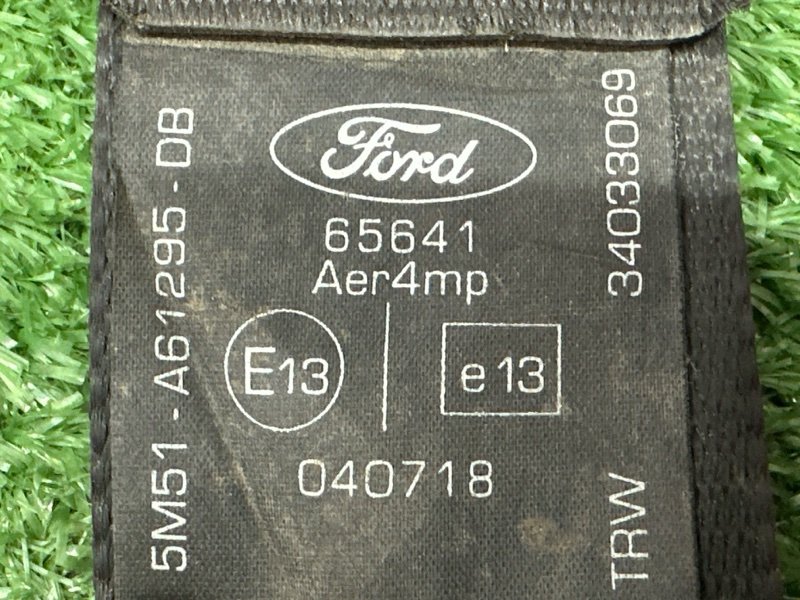 Ford
65641
Aer4mp
E13
e13
040718
5M51-A61295-DB
34033069
TRW